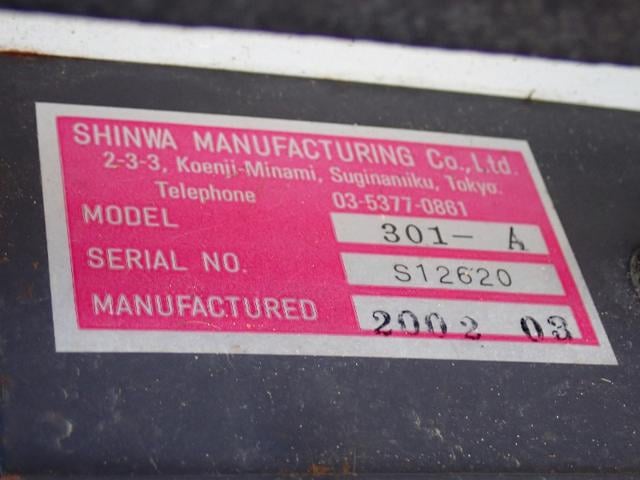 SHINWA MANUFACTURING Co., Ltd.
2-3-3, Koenji-Minami, Suginamiiku, Tokyo.
Telephone 03-5377-0861
MODEL 301- A
SERIAL NO. S12620
MANUFACTURED 2002 03